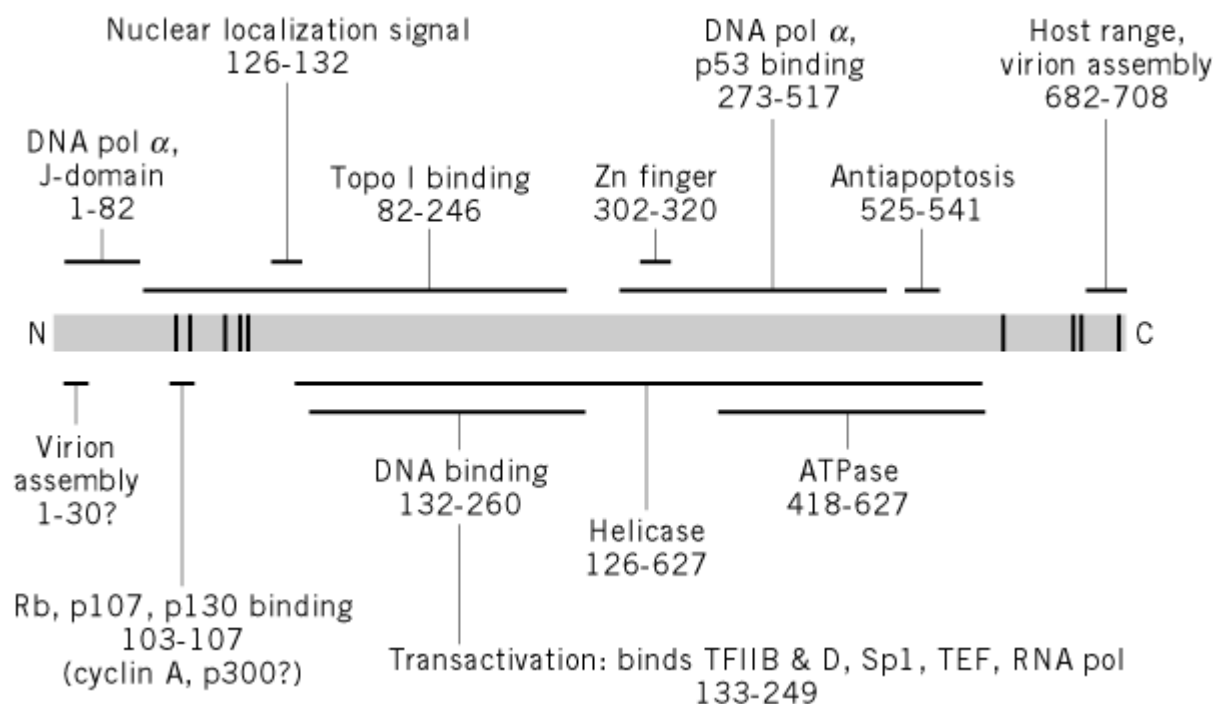 Nuclear localization signal
126-132
DNA pol α,
p53 binding
273-517
Host range,
virion assembly
682-708
DNA pol α,
J-domain
1-82
Topo I binding
82-246
Zn finger
302-320
Antiapoptosis
525-541
N
C
Virion
assembly
1-30?
DNA binding
132-260
ATPase
418-627
Helicase
126-627
Rb, p107, p130 binding
103-107
(cyclin A, p300?)
Transactivation: binds TFIIB & D, Sp1, TEF, RNA pol
133-249